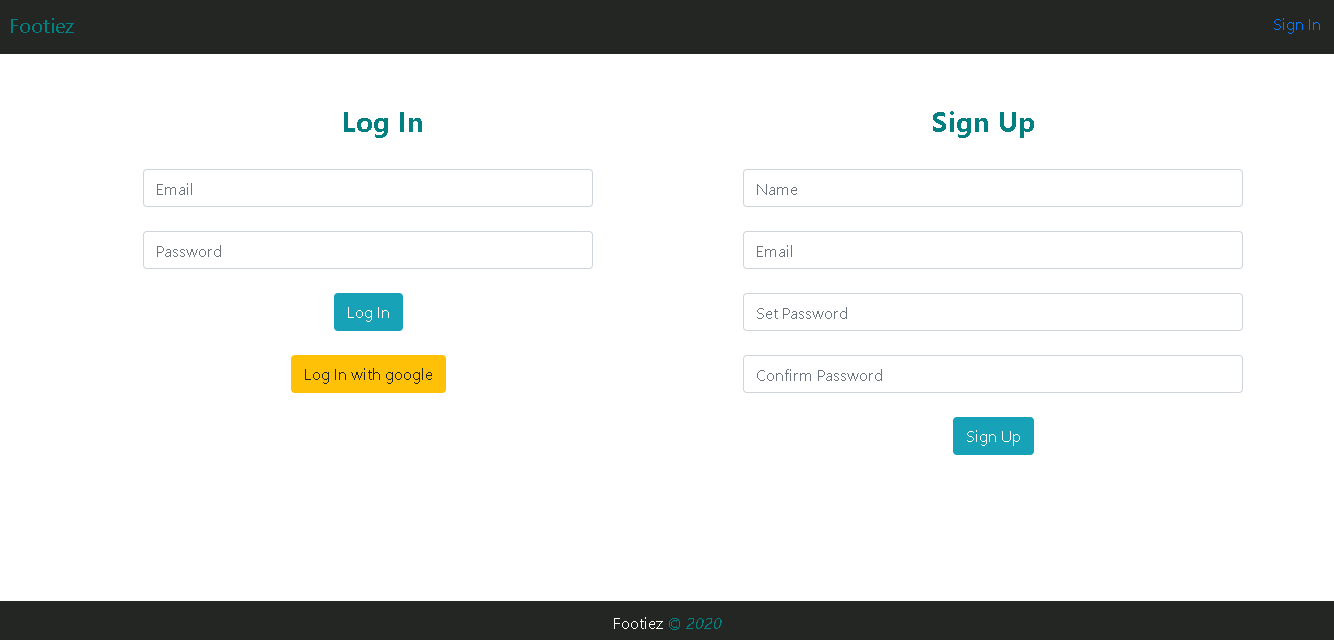 Footiez
Sign In
Log In
Email
Password
Log In
Log In with google
Sign Up
Name
Email
Set Password
Confirm Password
Sign Up
Footiez © 2020